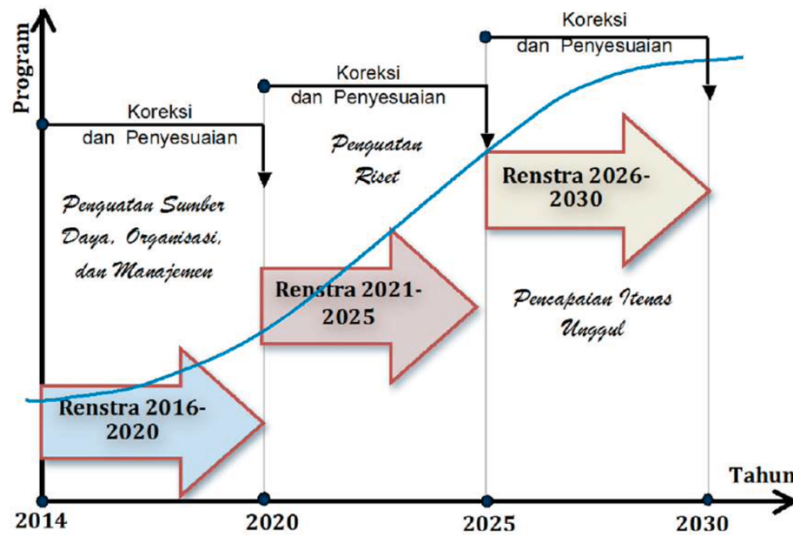 Program
Koreksi
dan Penyesuaian
Koreksi
dan Penyesuaian
Koreksi
dan Penyesuaian
Penguatan Sumber
Daya, Organisasi,
dan Manajemen
Penguatan
Riset
Pencapaian Itenas
Unggul
Renstra 2016-
2020
Renstra 2021-
2025
Renstra 2026-
2030
Tahun
2014
2020
2025
2030